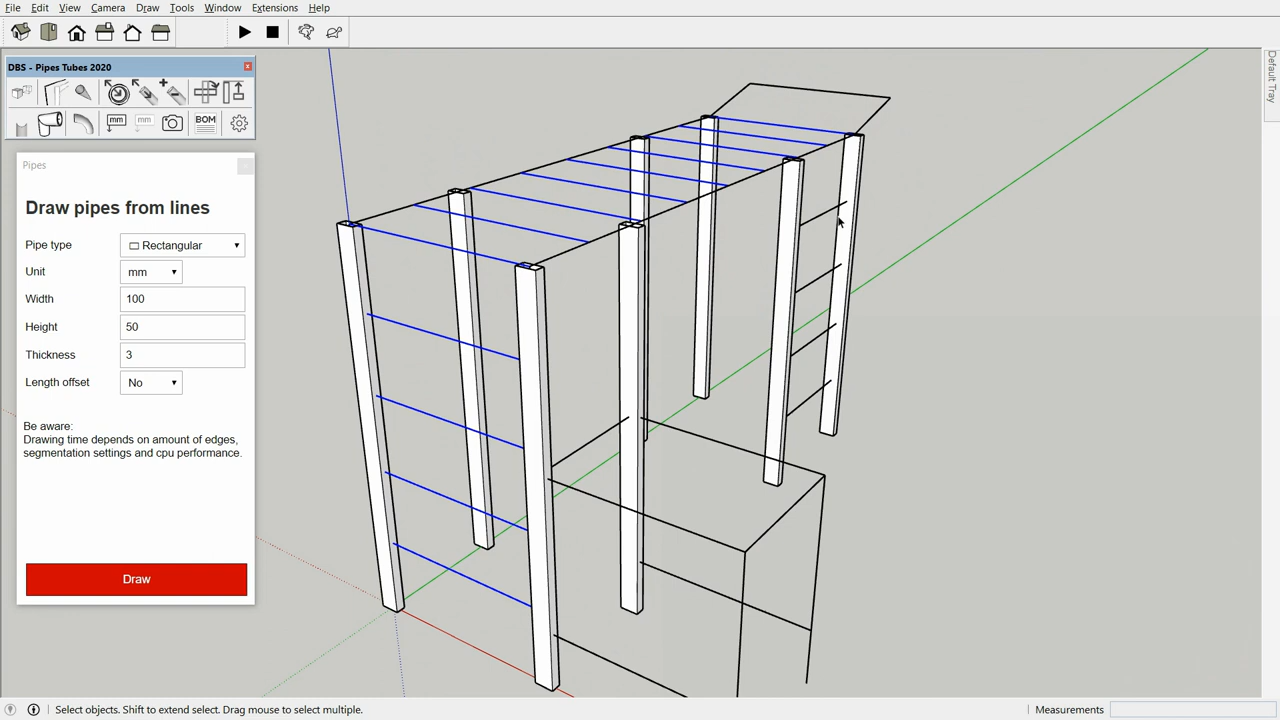 File Edit View Camera Draw Tools Window Extensions Help
DBS - Pipes Tubes 2020
mm mm BOM
Pipes
Draw pipes from lines
Pipe type Rectangular
Unit mm
Width 100
Height 50
Thickness 3
Length offset No
Be aware:
Drawing time depends on amount of edges,
segmentation settings and cpu performance.
Draw
Default Tray
Select objects. Shift to extend select. Drag mouse to select multiple.
Measurements